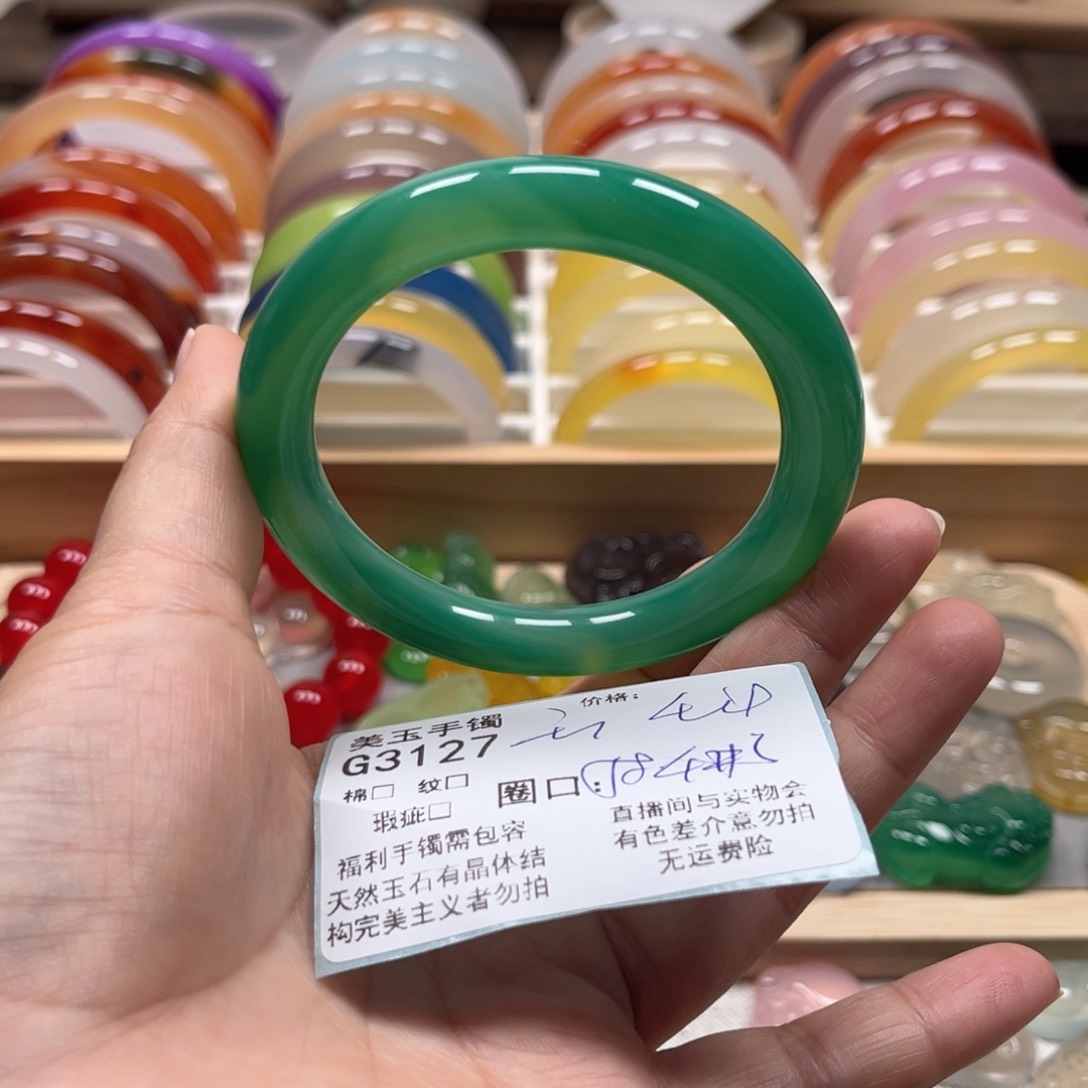 美玉手镯
价格：
G3127
棉□ 纹□
圈口：
瑕疵□
福利手镯需包容
天然玉石有晶体结
构完美主义者勿拍
直播间与实物会
有色差介意勿拍
无运费险